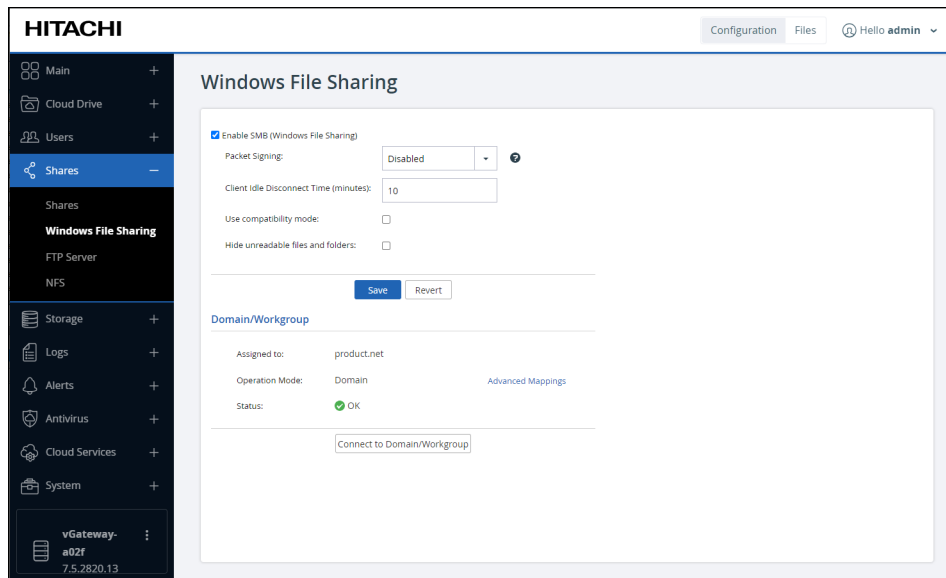 HITACHI
Configuration
Files
Hello admin
Main
Cloud Drive
Users
Shares
Shares
Windows File Sharing
FTP Server
NFS
Storage
Logs
Alerts
Antivirus
Cloud Services
System
vGateway-
a02f
7.5.2820.13
Windows File Sharing
Enable SMB (Windows File Sharing)
Packet Signing: Disabled ?
Client Idle Disconnect Time (minutes): 10
Use compatibility mode:
Hide unreadable files and folders:
Save Revert
Domain/Workgroup
Assigned to: product.net
Operation Mode: Domain Advanced Mappings
Status: OK
Connect to Domain/Workgroup